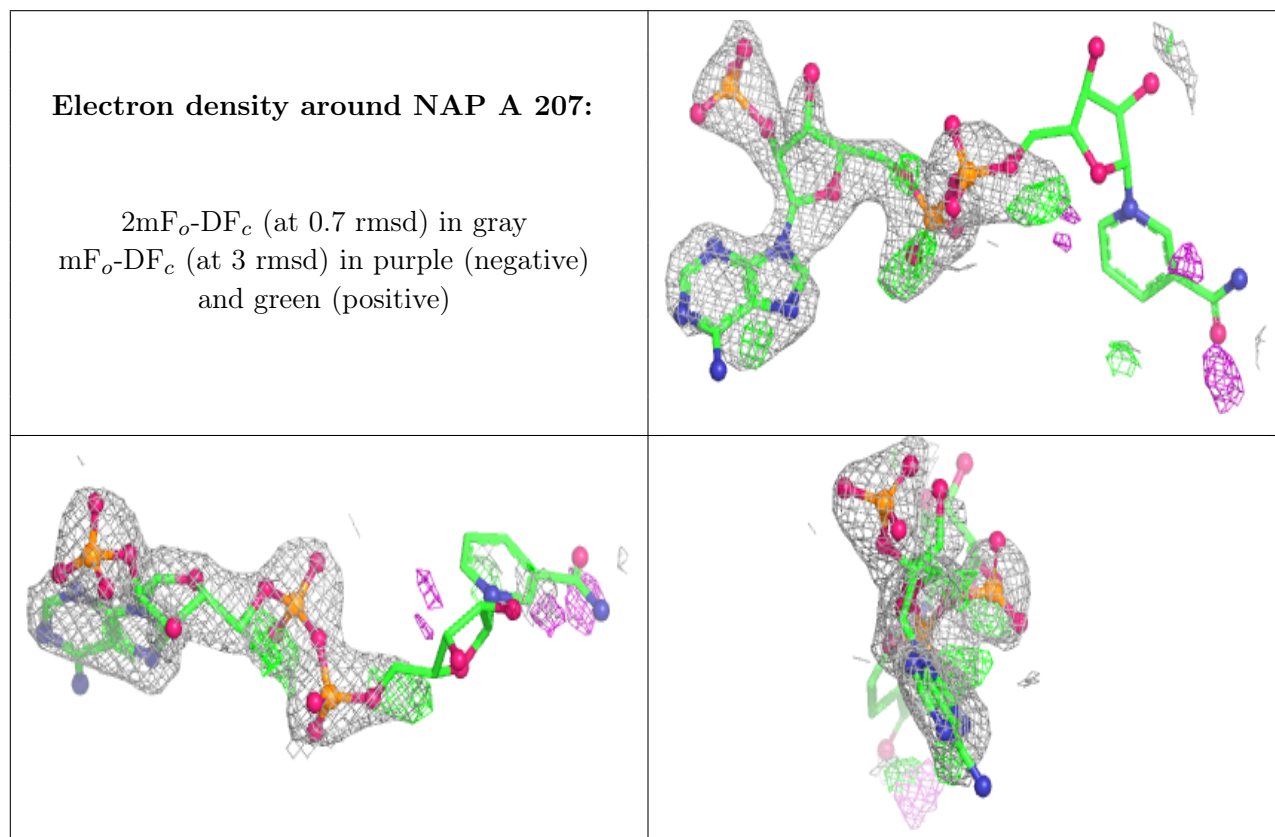 Electron density around NAP A 207:
2mFo-DFc (at 0.7 rmsd) in gray
mFo-DFc (at 3 rmsd) in purple (negative)
and green (positive)